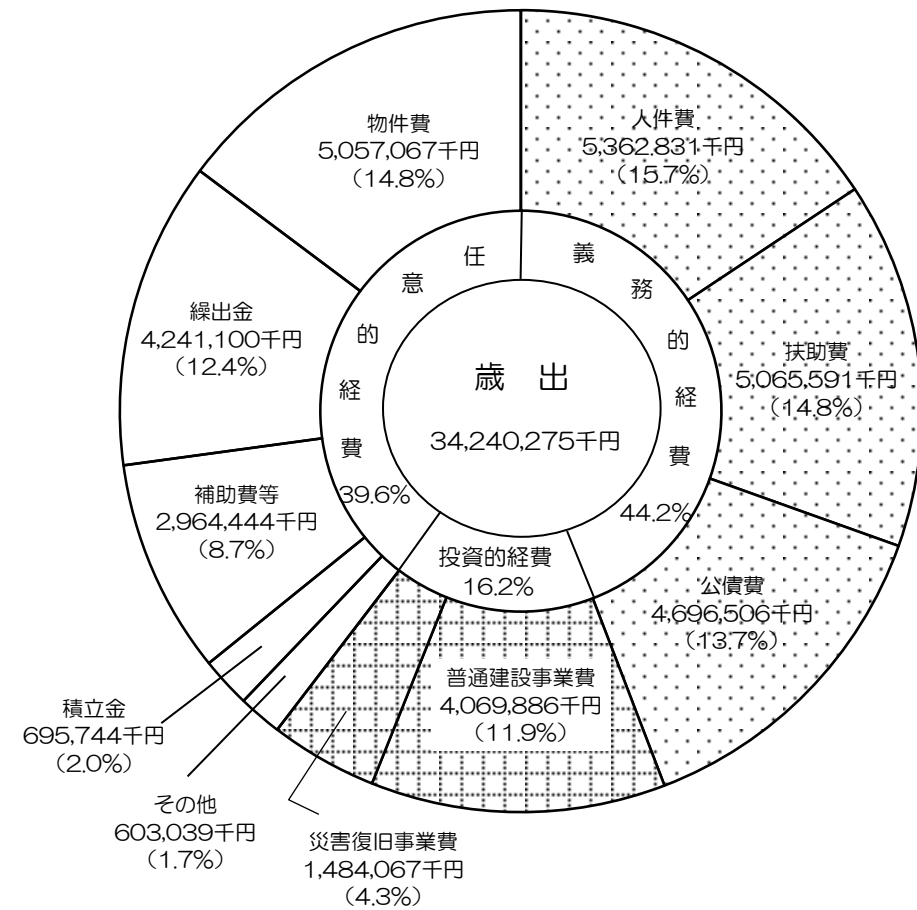 歳 出
34,240,275千円
義務的経費
44.2%
投資的経費
16.2%
任意的経費
39.6%
人件費
5,362,831千円
(15.7%)
扶助費
5,065,591千円
(14.8%)
公債費
4,696,506千円
(13.7%)
普通建設事業費
4,069,886千円
(11.9%)
災害復旧事業費
1,484,067千円
(4.3%)
その他
603,039千円
(1.7%)
積立金
695,744千円
(2.0%)
補助費等
2,964,444千円
(8.7%)
繰出金
4,241,100千円
(12.4%)
物件費
5,057,067千円
(14.8%)